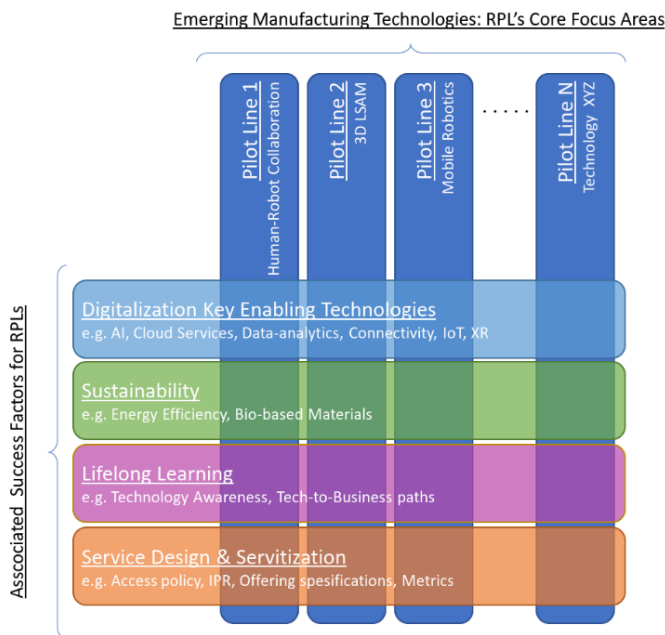 Emerging Manufacturing Technologies: RPL's Core Focus Areas
Pilot Line 1
Human-Robot Collaboration
Pilot Line 2
3D LSAM
Pilot Line 3
Mobile Robotics
.....
Pilot Line N
Technology XYZ
Asscociated Success Factors for RPLs
Digitalization Key Enabling Technologies
e.g. AI, Cloud Services, Data-analytics, Connectivity, IoT, XR
Sustainability
e.g. Energy Efficiency, Bio-based Materials
Lifelong Learning
e.g. Technology Awareness, Tech-to-Business paths
Service Design & Servitization
e.g. Access policy, IPR, Offering spesifications, Metrics